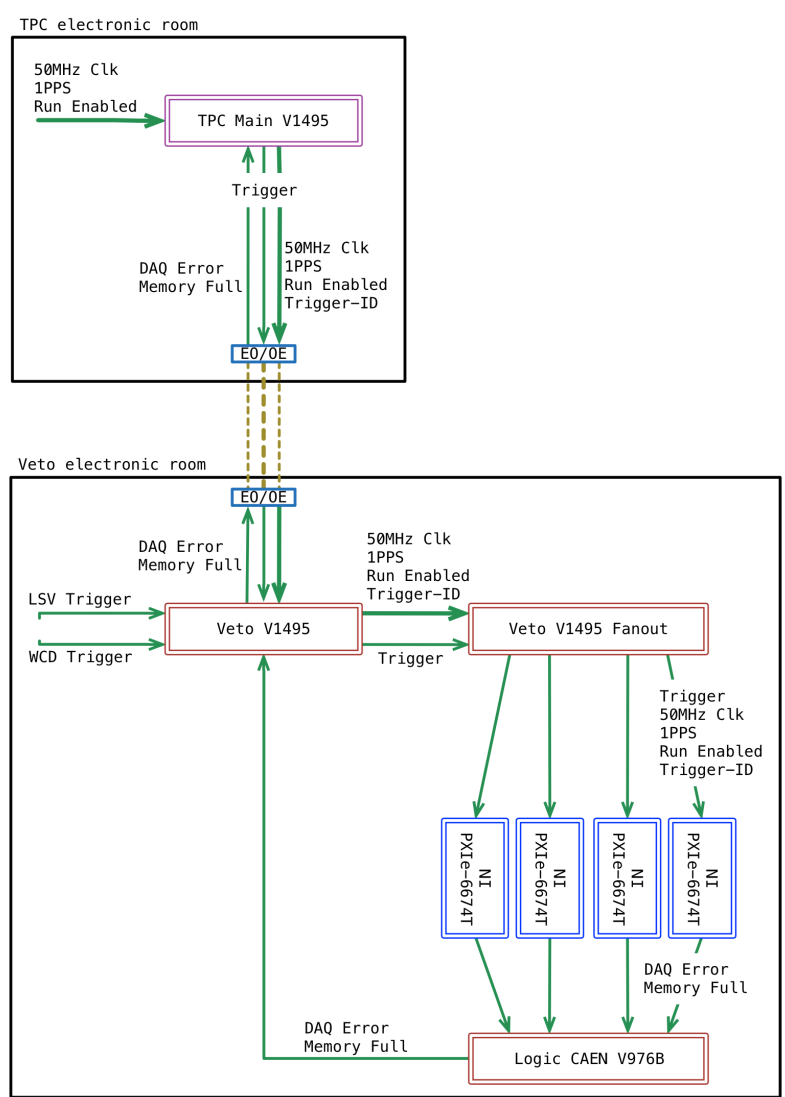 TPC electronic room
50MHz Clk
1PPS
Run Enabled
TPC Main V1495
Trigger
DAQ Error
Memory Full
50MHz Clk
1PPS
Run Enabled
Trigger-ID
EO/OE
Veto electronic room
EO/OE
DAQ Error
Memory Full
50MHz Clk
1PPS
Run Enabled
Trigger-ID
LSV Trigger
WCD Trigger
Veto V1495
Trigger
Veto V1495 Fanout
Trigger
50MHz Clk
1PPS
Run Enabled
Trigger-ID
NI
PXIe-6674T
NI
PXIe-6674T
NI
PXIe-6674T
NI
PXIe-6674T
DAQ Error
Memory Full
DAQ Error
Memory Full
Logic CAEN V976B